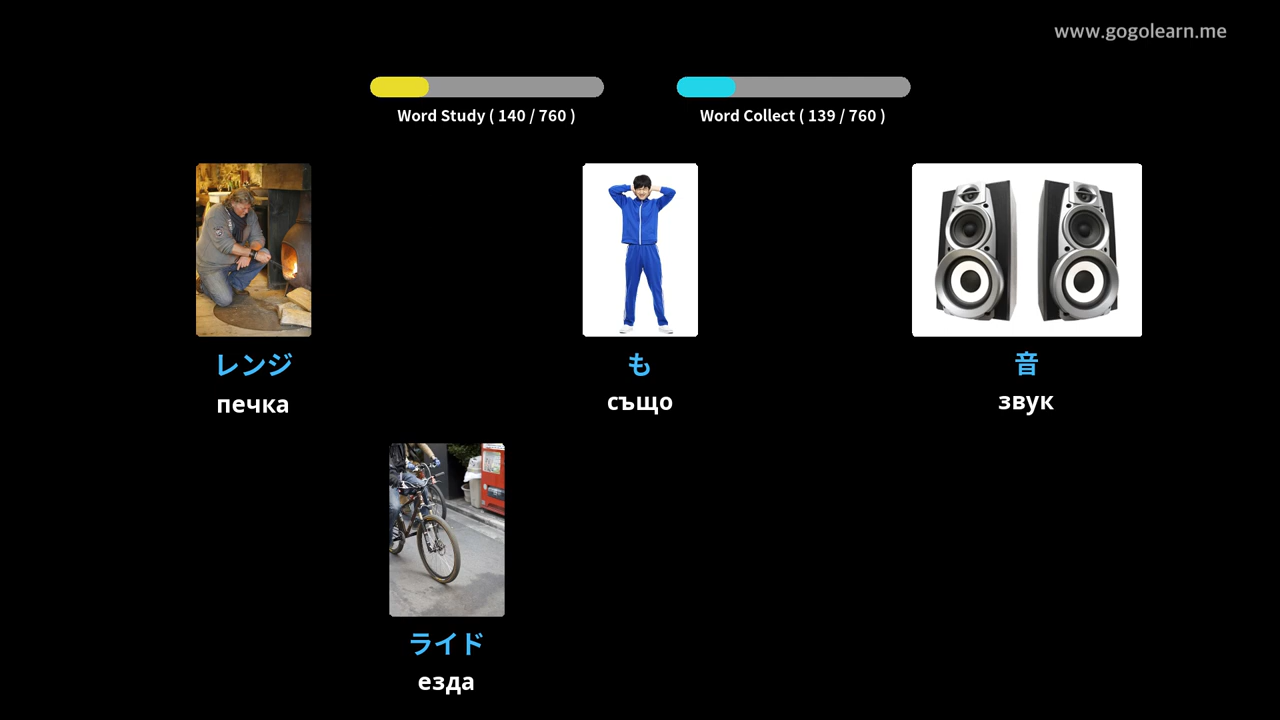 www.gogolearn.me
Word Study ( 140 / 760 )
Word Collect ( 139 / 760 )
レンジ
печка
も
също
音
звук
ライド
езда